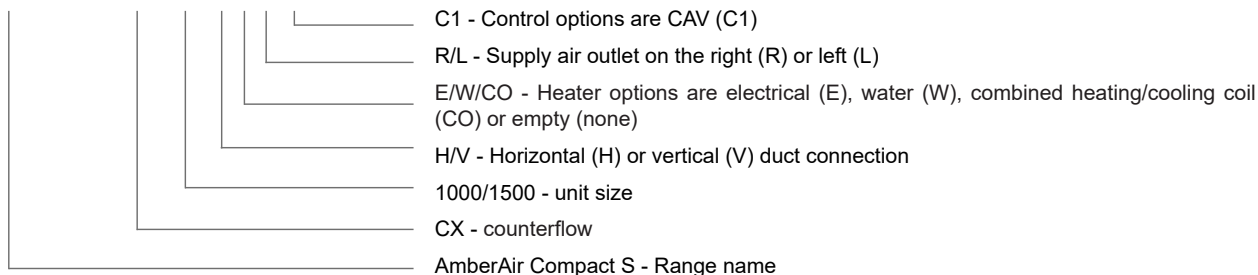 C1 - Control options are CAV (C1)
R/L - Supply air outlet on the right (R) or left (L)
E/W/CO - Heater options are electrical (E), water (W), combined heating/cooling coil
(CO) or empty (none)
H/V - Horizontal (H) or vertical (V) duct connection
1000/1500 - unit size
CX - counterflow
AmberAir Compact S - Range name